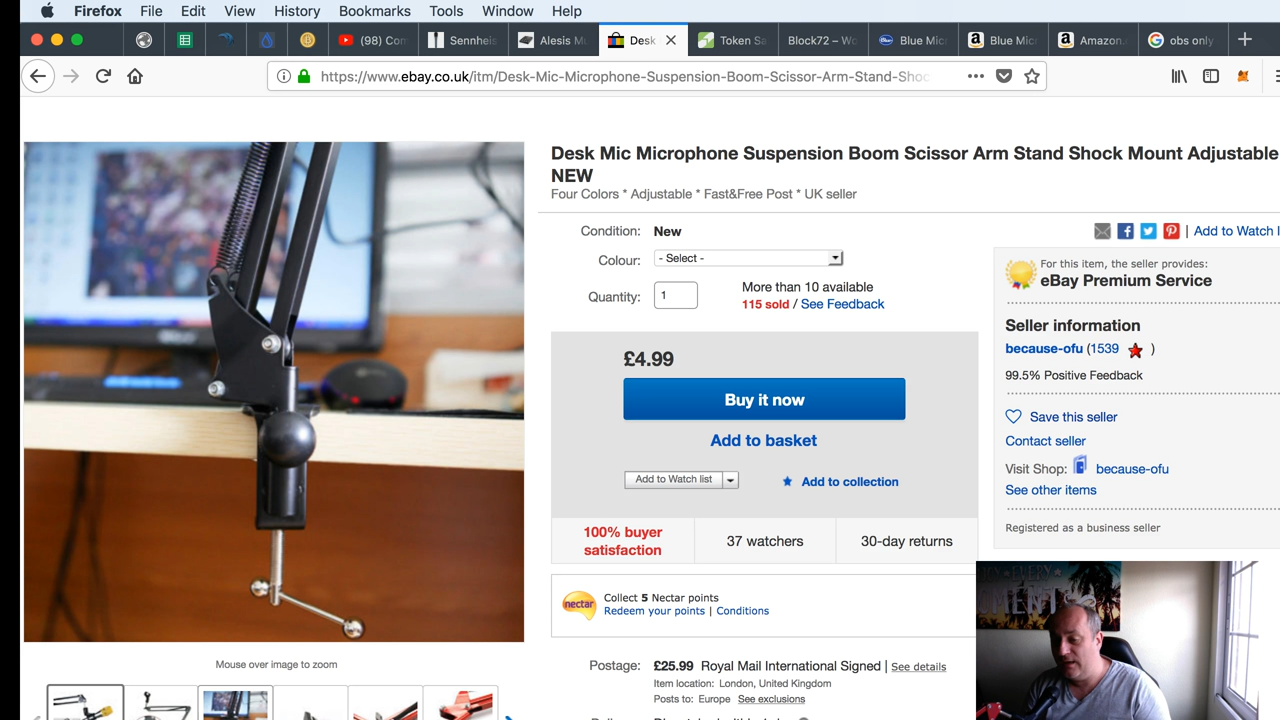 Firefox File Edit View History Bookmarks Tools Window Help
(98) Con Sennheis Alesis Mu Desk Token Sa Block72 – Wo Blue Mic Blue Mic Amazon. obs only
https://www.ebay.co.uk/itm/Desk-Mic-Microphone-Suspension-Boom-Scissor-Arm-Stand-Shoc
Desk Mic Microphone Suspension Boom Scissor Arm Stand Shock Mount Adjustable
NEW
Four Colors * Adjustable * Fast&Free Post * UK seller
Condition: New
Colour: - Select -
Quantity: 1
More than 10 available
115 sold / See Feedback
£4.99
Buy it now
Add to basket
Add to Watch list
Add to collection
100% buyer
satisfaction
37 watchers
30-day returns
nectar
Collect 5 Nectar points
Redeem your points | Conditions
Postage: £25.99 Royal Mail International Signed | See details
Item location: London, United Kingdom
Posts to: Europe See exclusions
| Add to Watch l
For this item, the seller provides:
eBay Premium Service
Seller information
because-ofu (1539 )
99.5% Positive Feedback
Save this seller
Contact seller
Visit Shop: because-ofu
See other items
Registered as a business seller
Mouse over image to zoom